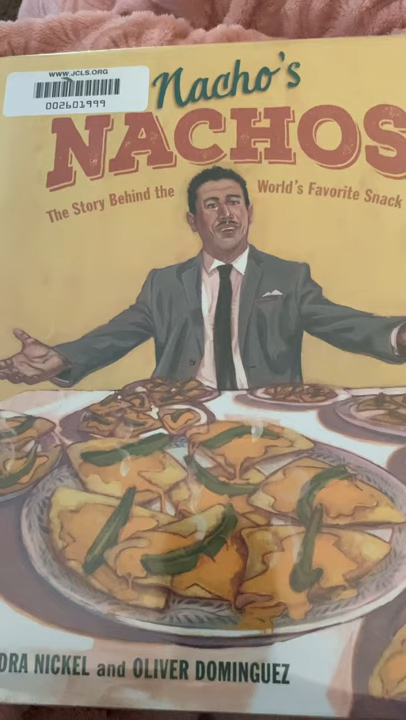 WWW.JCLS.ORG
002601999
Nacho's
NACHOS
The Story Behind the World's Favorite Snack
DRA NICKEL and OLIVER DOMINGUEZ